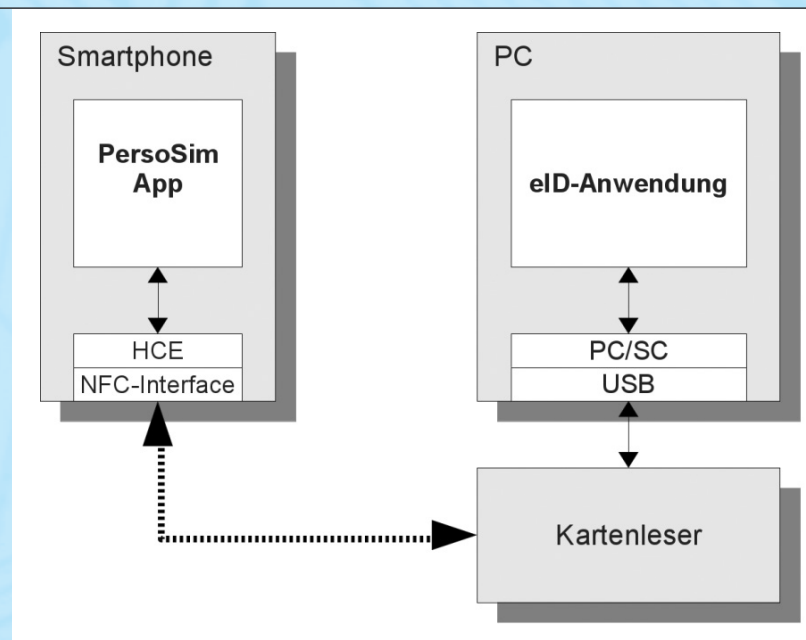 Smartphone
PersoSim
App
HCE
NFC-Interface
PC
eID-Anwendung
PC/SC
USB
Kartenleser